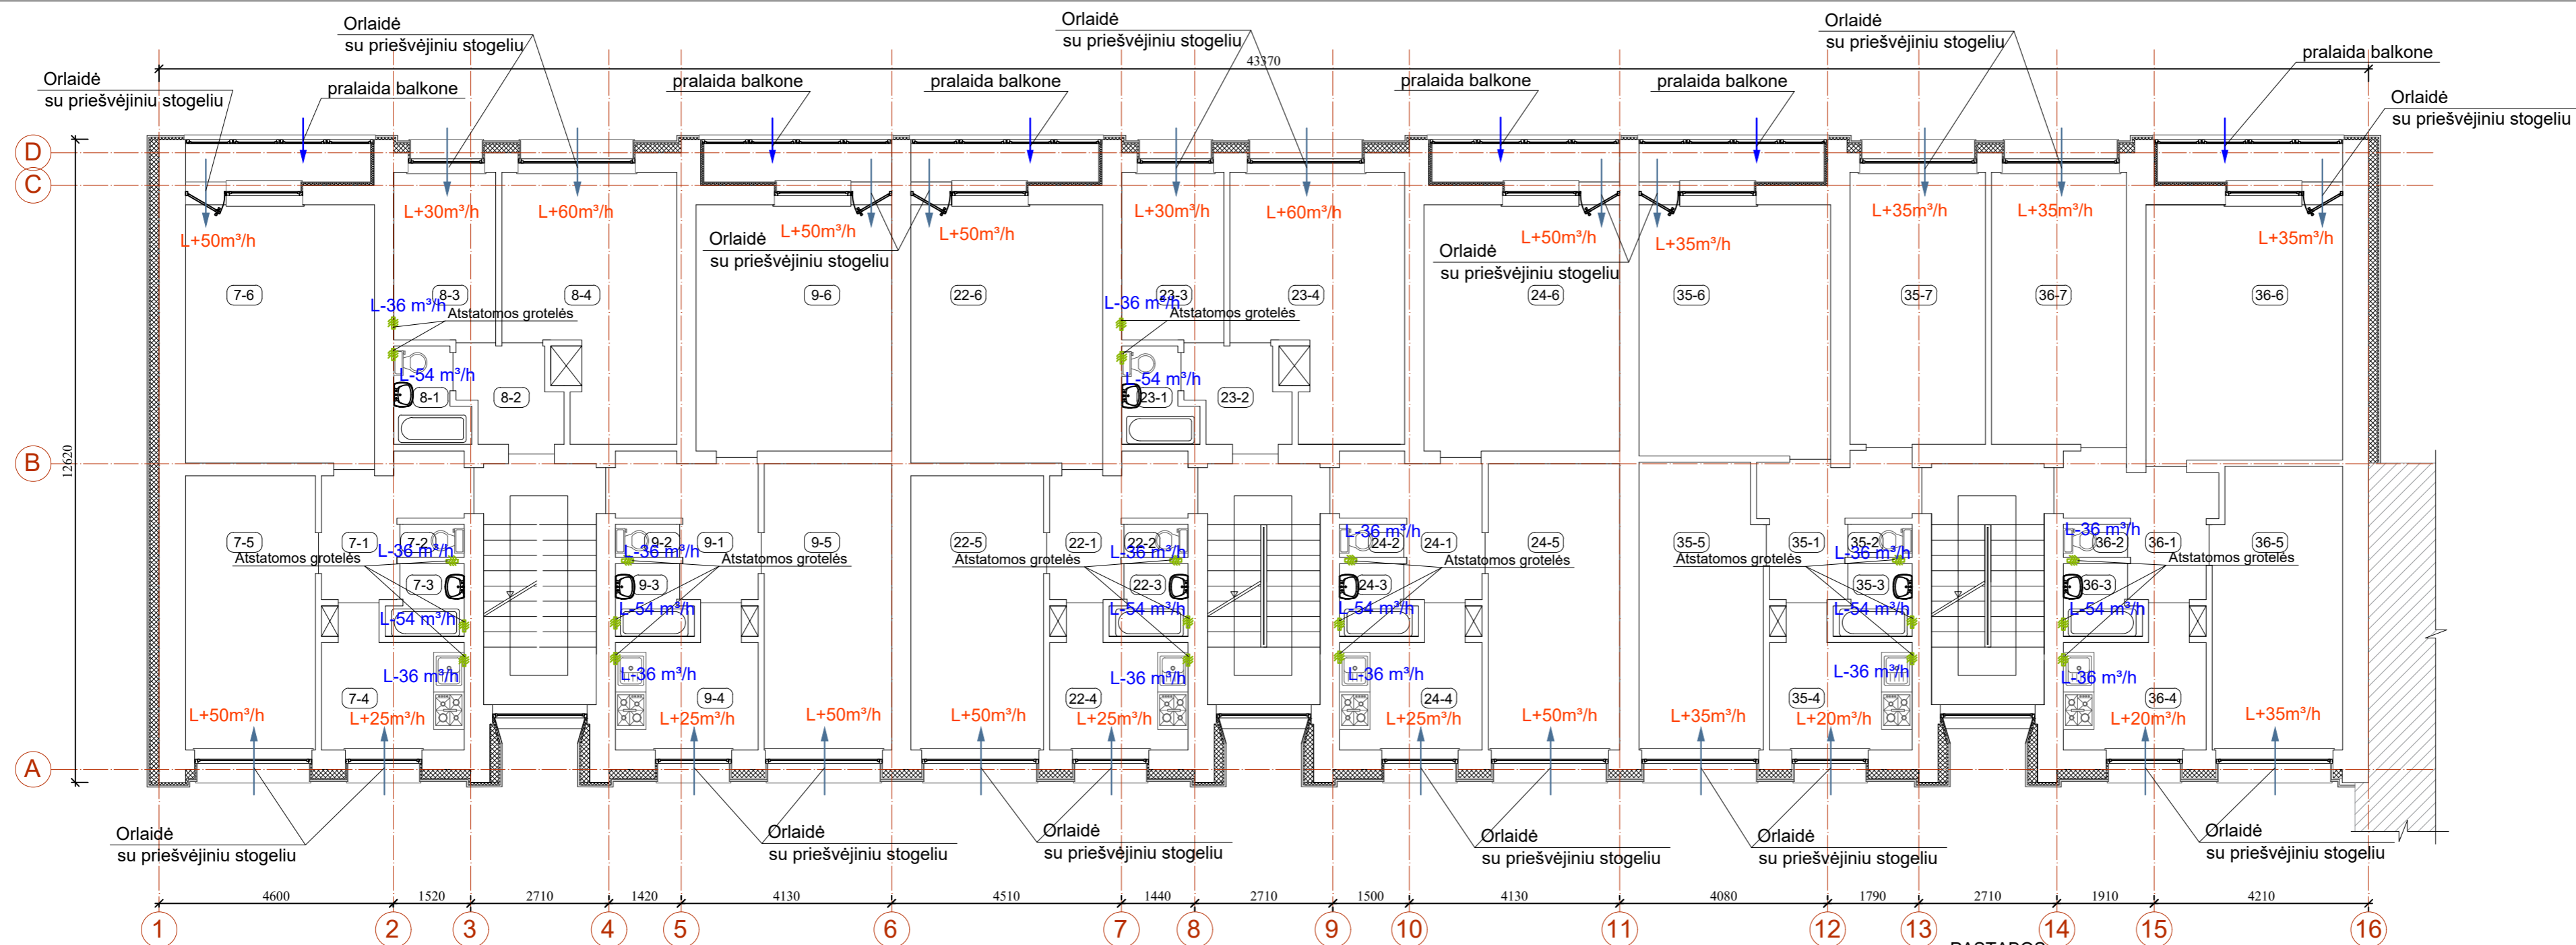 Orlaidė
su priešvėjiniu stogeliu
Orlaidė
su priešvėjiniu stogeliu
Orlaidė
su priešvėjiniu stogeliu
pralaida balkone
43370
Orlaidė
su priešvėjiniu stogeliu
pralaida balkone
pralaida balkone
pralaida balkone
pralaida balkone
pralaida balkone
Orlaidė
su priešvėjiniu stogeliu
D
C
L+50m³/h
L+30m³/h
L+60m³/h
L+50m³/h
L+50m³/h
L+30m³/h
L+60m³/h
L+50m³/h
L+35m³/h
L+35m³/h
L+35m³/h
L+35m³/h
Orlaidė
su priešvėjiniu stogeliu
Orlaidė
su priešvėjiniu stogeliu
7-6
8-3
8-4
9-6
22-6
23-3
23-4
24-6
35-6
35-7
36-7
36-6
L-36 m³/h
Atstatomos grotelės
L-36 m³/h
Atstatomos grotelės
L-54 m³/h
L-54 m³/h
8-1
8-2
23-1
23-2
B
12620
7-5
7-1
7-2
9-2
9-1
9-5
22-5
22-1
22-2
24-2
24-1
24-5
35-5
35-1
35-2
36-2
36-1
36-5
L-36 m³/h
L-36 m³/h
L-36 m³/h
L-36 m³/h
L-36 m³/h
L-36 m³/h
Atstatomos grotelės
Atstatomos grotelės
Atstatomos grotelės
Atstatomos grotelės
Atstatomos grotelės
Atstatomos grotelės
7-3
9-3
22-3
24-3
35-3
36-3
L-54 m³/h
L-54 m³/h
L-54 m³/h
L-54 m³/h
L-54 m³/h
L-54 m³/h
L-36 m³/h
L-36 m³/h
L-36 m³/h
L-36 m³/h
L-36 m³/h
L-36 m³/h
7-4
9-4
22-4
24-4
35-4
36-4
L+50m³/h
L+25m³/h
L+25m³/h
L+50m³/h
L+50m³/h
L+25m³/h
L+25m³/h
L+50m³/h
L+35m³/h
L+20m³/h
L+20m³/h
L+35m³/h
A
Orlaidė
su priešvėjiniu stogeliu
Orlaidė
su priešvėjiniu stogeliu
Orlaidė
su priešvėjiniu stogeliu
Orlaidė
su priešvėjiniu stogeliu
Orlaidė
su priešvėjiniu stogeliu
Orlaidė
su priešvėjiniu stogeliu
4600
1520
2710
1420
4130
4510
1440
2710
1500
4130
4080
1790
2710
1910
4210
1
2
3
4
5
6
7
8
9
10
11
12
13
14
15
16